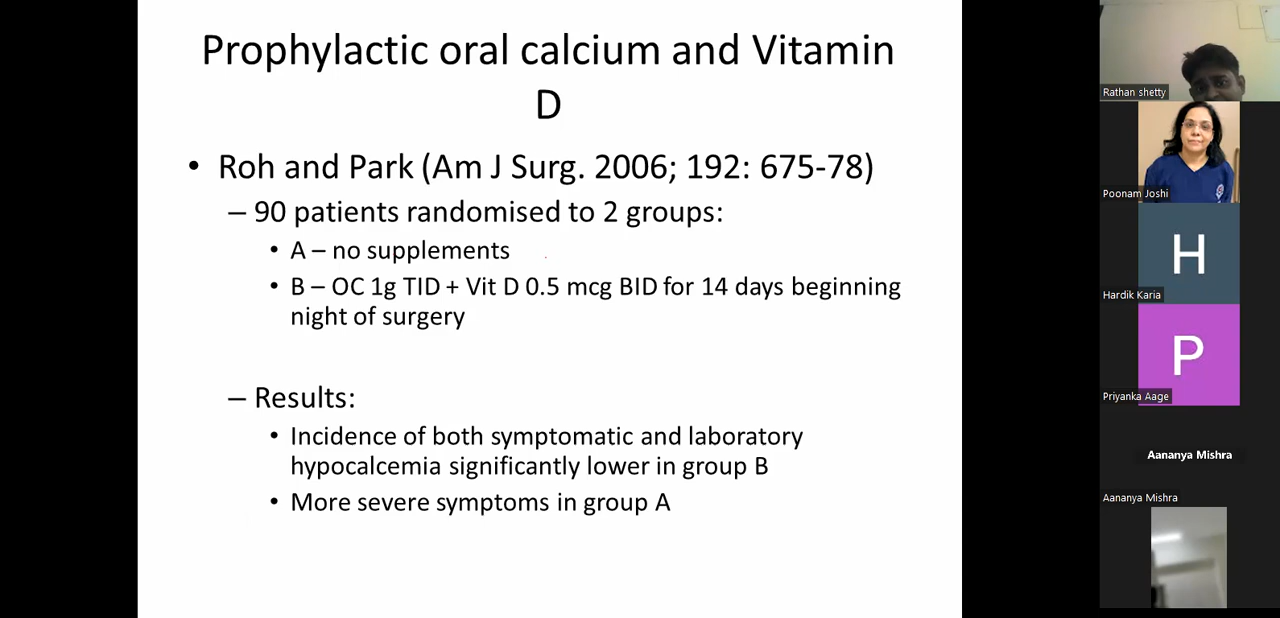 Prophylactic oral calcium and Vitamin
D
• Roh and Park (Am J Surg. 2006; 192: 675-78)
– 90 patients randomised to 2 groups:
• A – no supplements
• B – OC 1g TID + Vit D 0.5 mcg BID for 14 days beginning
night of surgery
– Results:
• Incidence of both symptomatic and laboratory
hypocalcemia significantly lower in group B
• More severe symptoms in group A
Rathan shetty
Poonam Joshi
H
Hardik Karia
P
Priyanka Aage
Aananya Mishra
Aananya Mishra